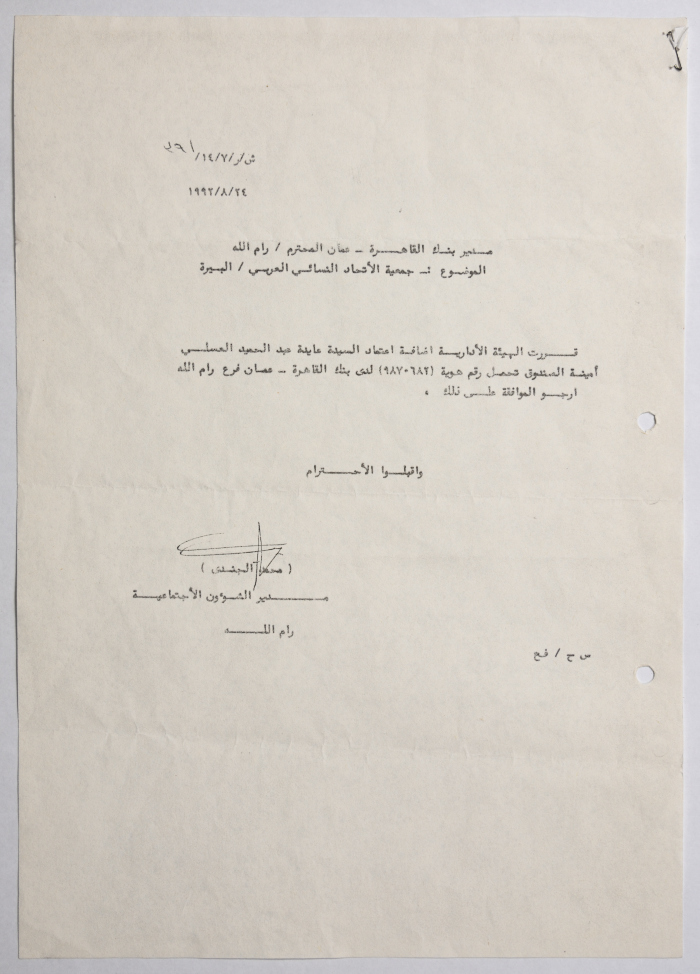 ش/ر/١٤/٧/
١٩٩٢/٨/٢٤
مدير بنك القاهرة - عمان المحترم / رام الله
الموضوع :- جمعية الأتحاد النسائي العربي / البيرة
قررت الهيئة الأدارية اضافة اعتماد السيدة عايدة عبد الحميد العسلي
أمينة الصندوق تحمل رقم هوية (٩٨٧٠٦٨٢) لدى بنك القاهرة - عمان فرع رام الله
ارجو الموافقة على ذلك ،
واقبلوا الأحترام
( محمد الجندى )
مدير الشؤون الأجتماعية
رام الله
س ح / فح